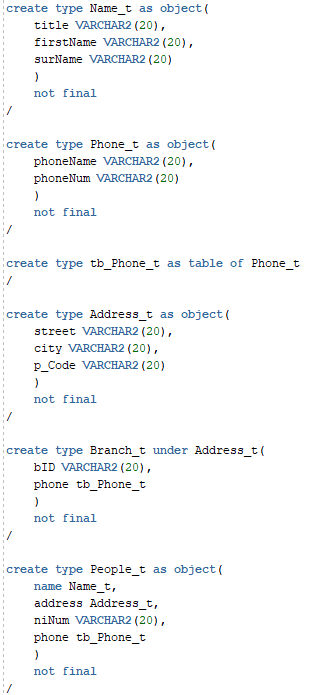 create type Name_t as object(
    title VARCHAR2(20),
    firstName VARCHAR2(20),
    surName VARCHAR2(20)
    )
    not final
/

create type Phone_t as object(
    phoneName VARCHAR2(20),
    phoneNum VARCHAR2(20)
    )
    not final
/

create type tb_Phone_t as table of Phone_t
/

create type Address_t as object(
    street VARCHAR2(20),
    city VARCHAR2(20),
    p_Code VARCHAR2(20)
    )
    not final
/

create type Branch_t under Address_t(
    bID VARCHAR2(20),
    phone tb_Phone_t
    )
    not final
/

create type People_t as object(
    name Name_t,
    address Address_t,
    niNum VARCHAR2(20),
    phone tb_Phone_t
    )
    not final
/